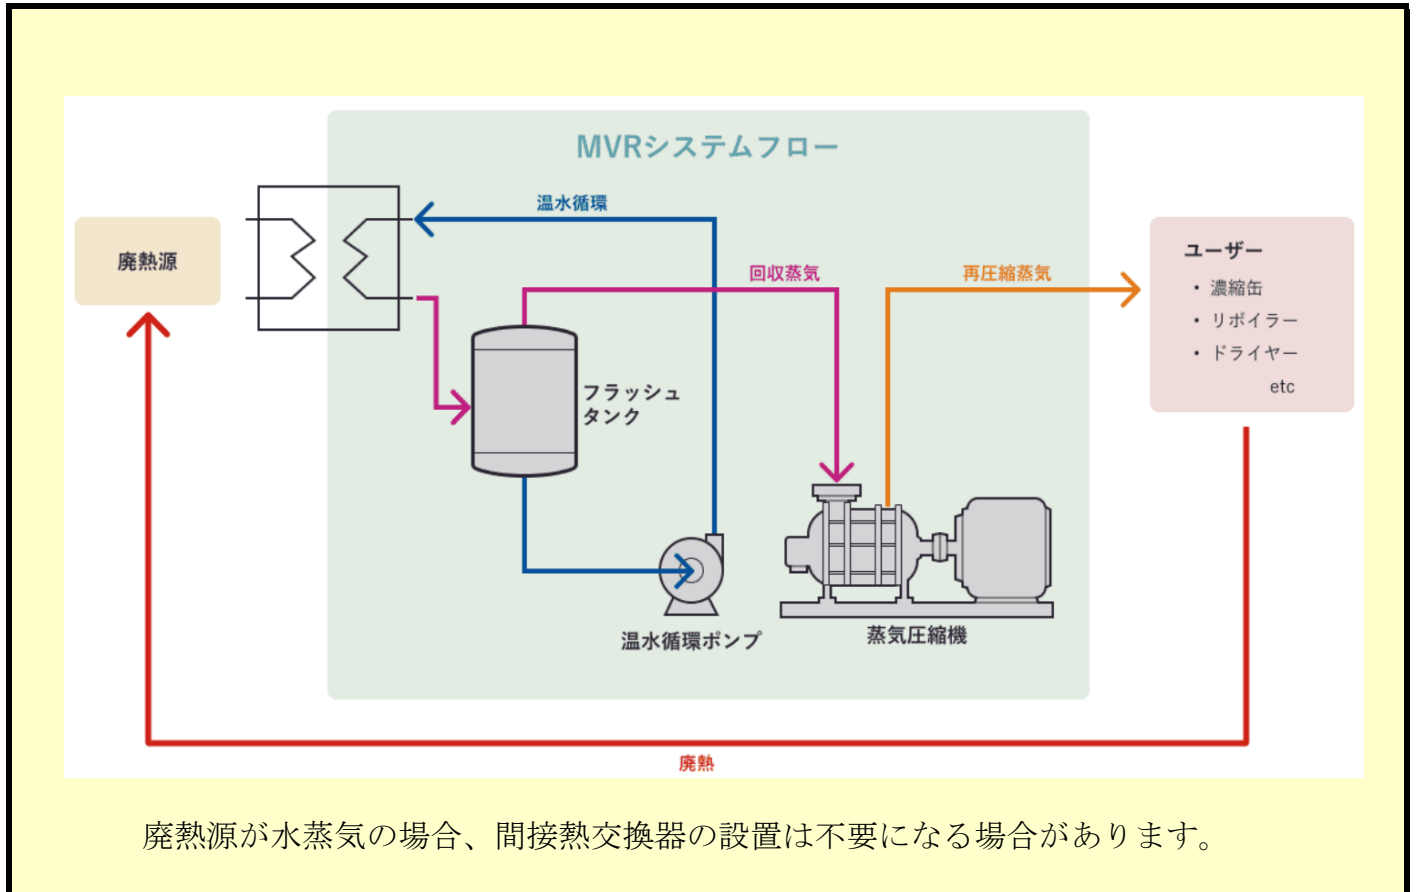 MVRシステムフロー
温水循環
廃熱源
回収蒸気
再圧縮蒸気
ユーザー
・ 濃縮缶
・ リボイラー
・ ドライヤー
etc
フラッシュ
タンク
温水循環ポンプ
蒸気圧縮機
廃熱
廃熱源が水蒸気の場合、間接熱交換器の設置は不要になる場合があります。